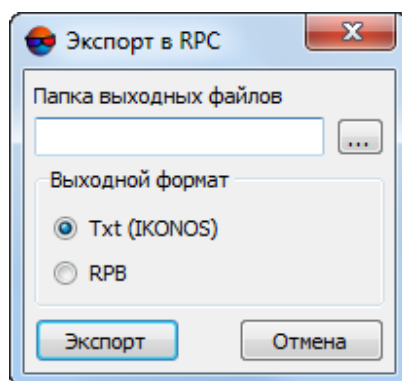 Экспорт в RPC
Папка выходных файлов
...
Выходной формат
Txt (IKONOS)
RPB
Экспорт Отмена